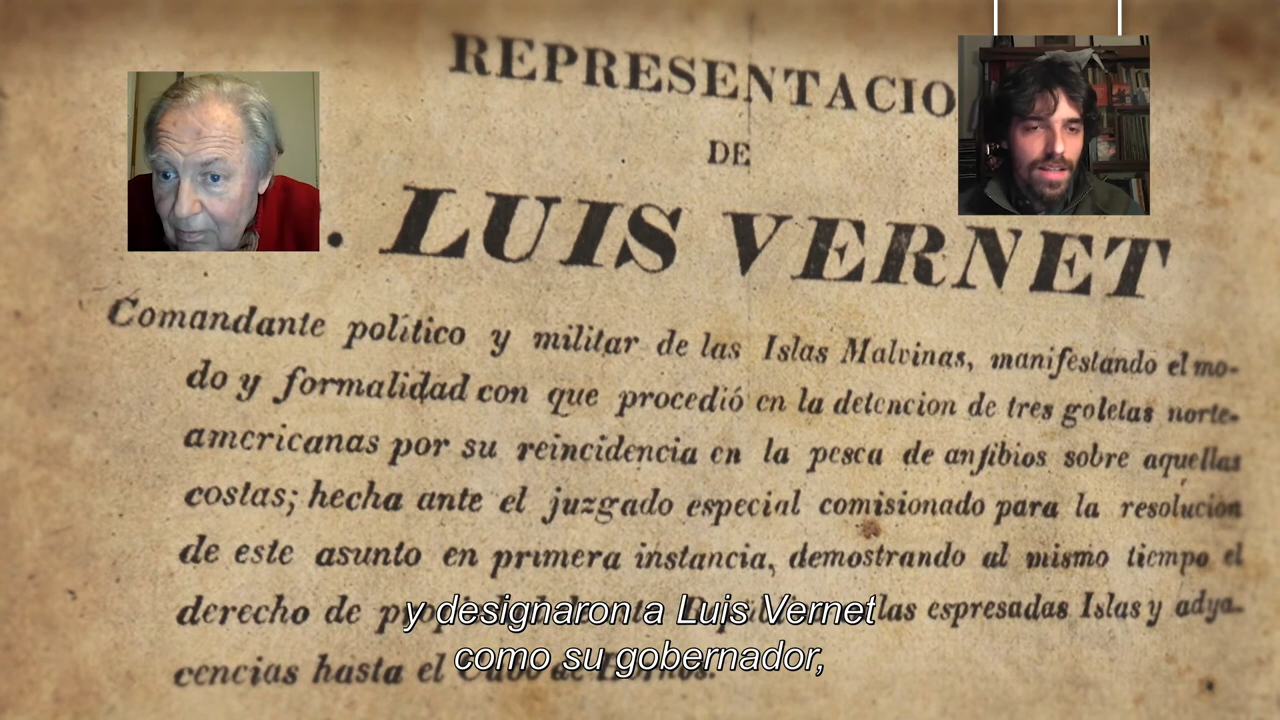 REPRESENTACIO
DE
. LUIS VERNET
Comandante político y militar de las Islas Malvinas, manifestando el mo-
do y formalidad con que procedió en la detencion de tres goletas norte-
americanas por su reincidencia en la pesca de anfibios sobre aquellas
costas; hecha ante el juzgado especial comisionado para la resolucion
de este asunto en primera instancia, demostrando al mismo tiempo el
derecho de las espresadas Islas y adya-
cencias hasta el Cabo de Hornos.
y designaron a Luis Vernet
como su gobernador,